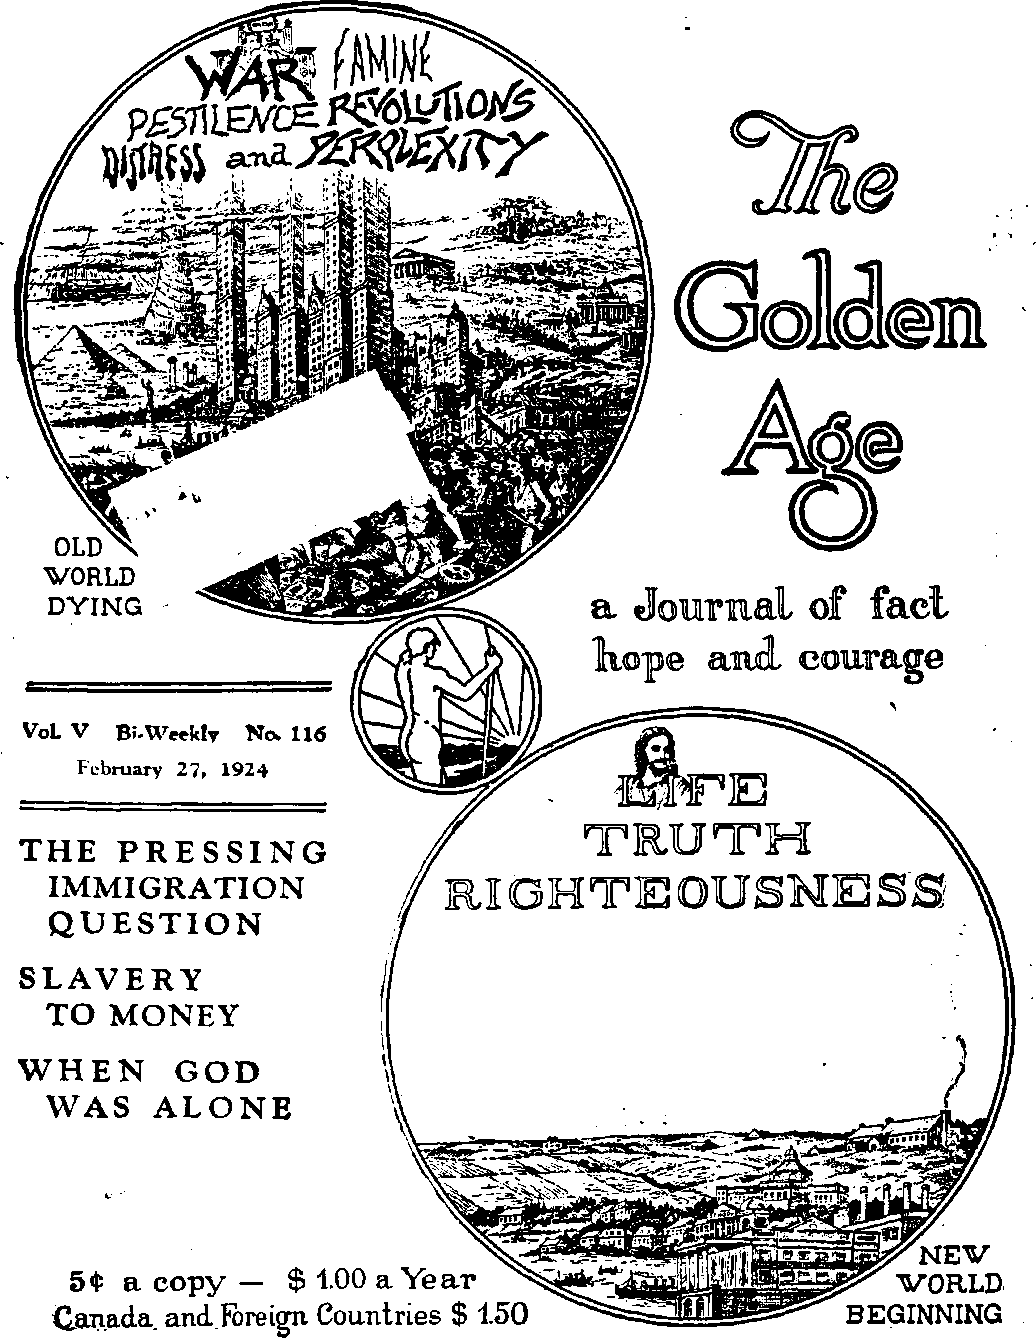 WAR FAMINE
PESTILENCE REVOLUTIONS
DISTRESS and PERPLEXITY
The
Golden
Age
OLD
WORLD
DYING
a Journal of fact
hope and courage
Vol. V Bi-Weekly No. 116
February 27, 1924
THE PRESSING
IMMIGRATION
QUESTION
SLAVERY
TO MONEY
WHEN GOD
WAS ALONE
LIFE
TRUTH
RIGHTEOUSNESS
5¢ a copy — $ 1.00 a Year
Canada and Foreign Countries $ 1.50
NEW
WORLD
BEGINNING